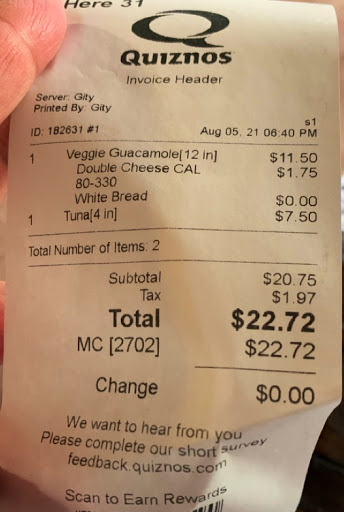 Here 31
QUIZNOS
Invoice Header
Server: Gity
Printed By: Gity
s1
ID: 182631 #1 Aug 05, 21 06:40 PM
1 Veggie Guacamole[12 in] $11.50
Double Cheese CAL $1.75
80-330
White Bread $0.00
1 Tuna[4 in] $7.50
Total Number of Items: 2
Subtotal $20.75
Tax $1.97
Total $22.72
MC [2702] $22.72
Change $0.00
We want to hear from you
Please complete our short survey
feedback.quiznos.com
Scan to Earn Rewards